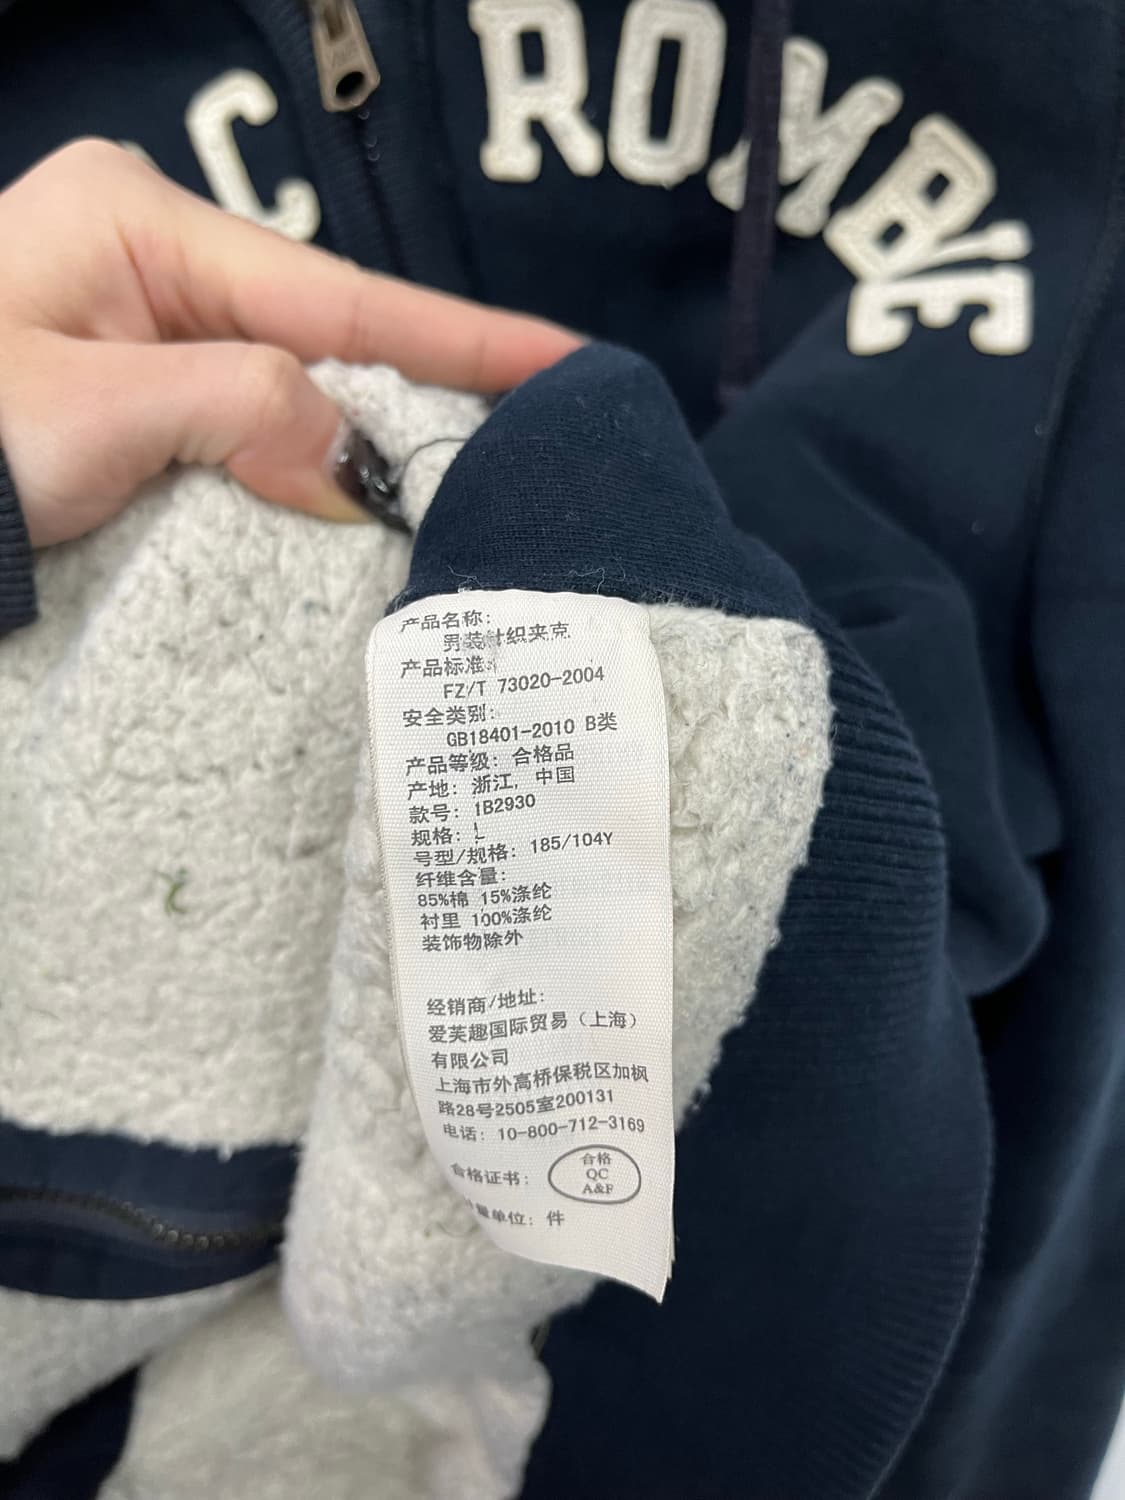 C ROMBIE
产品名称:
男装针织夹克
产品标准:
FZ/T 73020-2004
安全类别:
GB18401-2010 B类
产品等级: 合格品
产地: 浙江, 中国
款号: 1B2930
规格: L
号型/规格: 185/104Y
纤维含量:
85%棉 15%涤纶
衬里 100%涤纶
装饰物除外
经销商/地址:
爱芙趣国际贸易(上海)
有限公司
上海市外高桥保税区加枫
路28号2505室200131
电话: 10-800-712-3169
合格证书:
合格
QC
A&F
量单位: 件